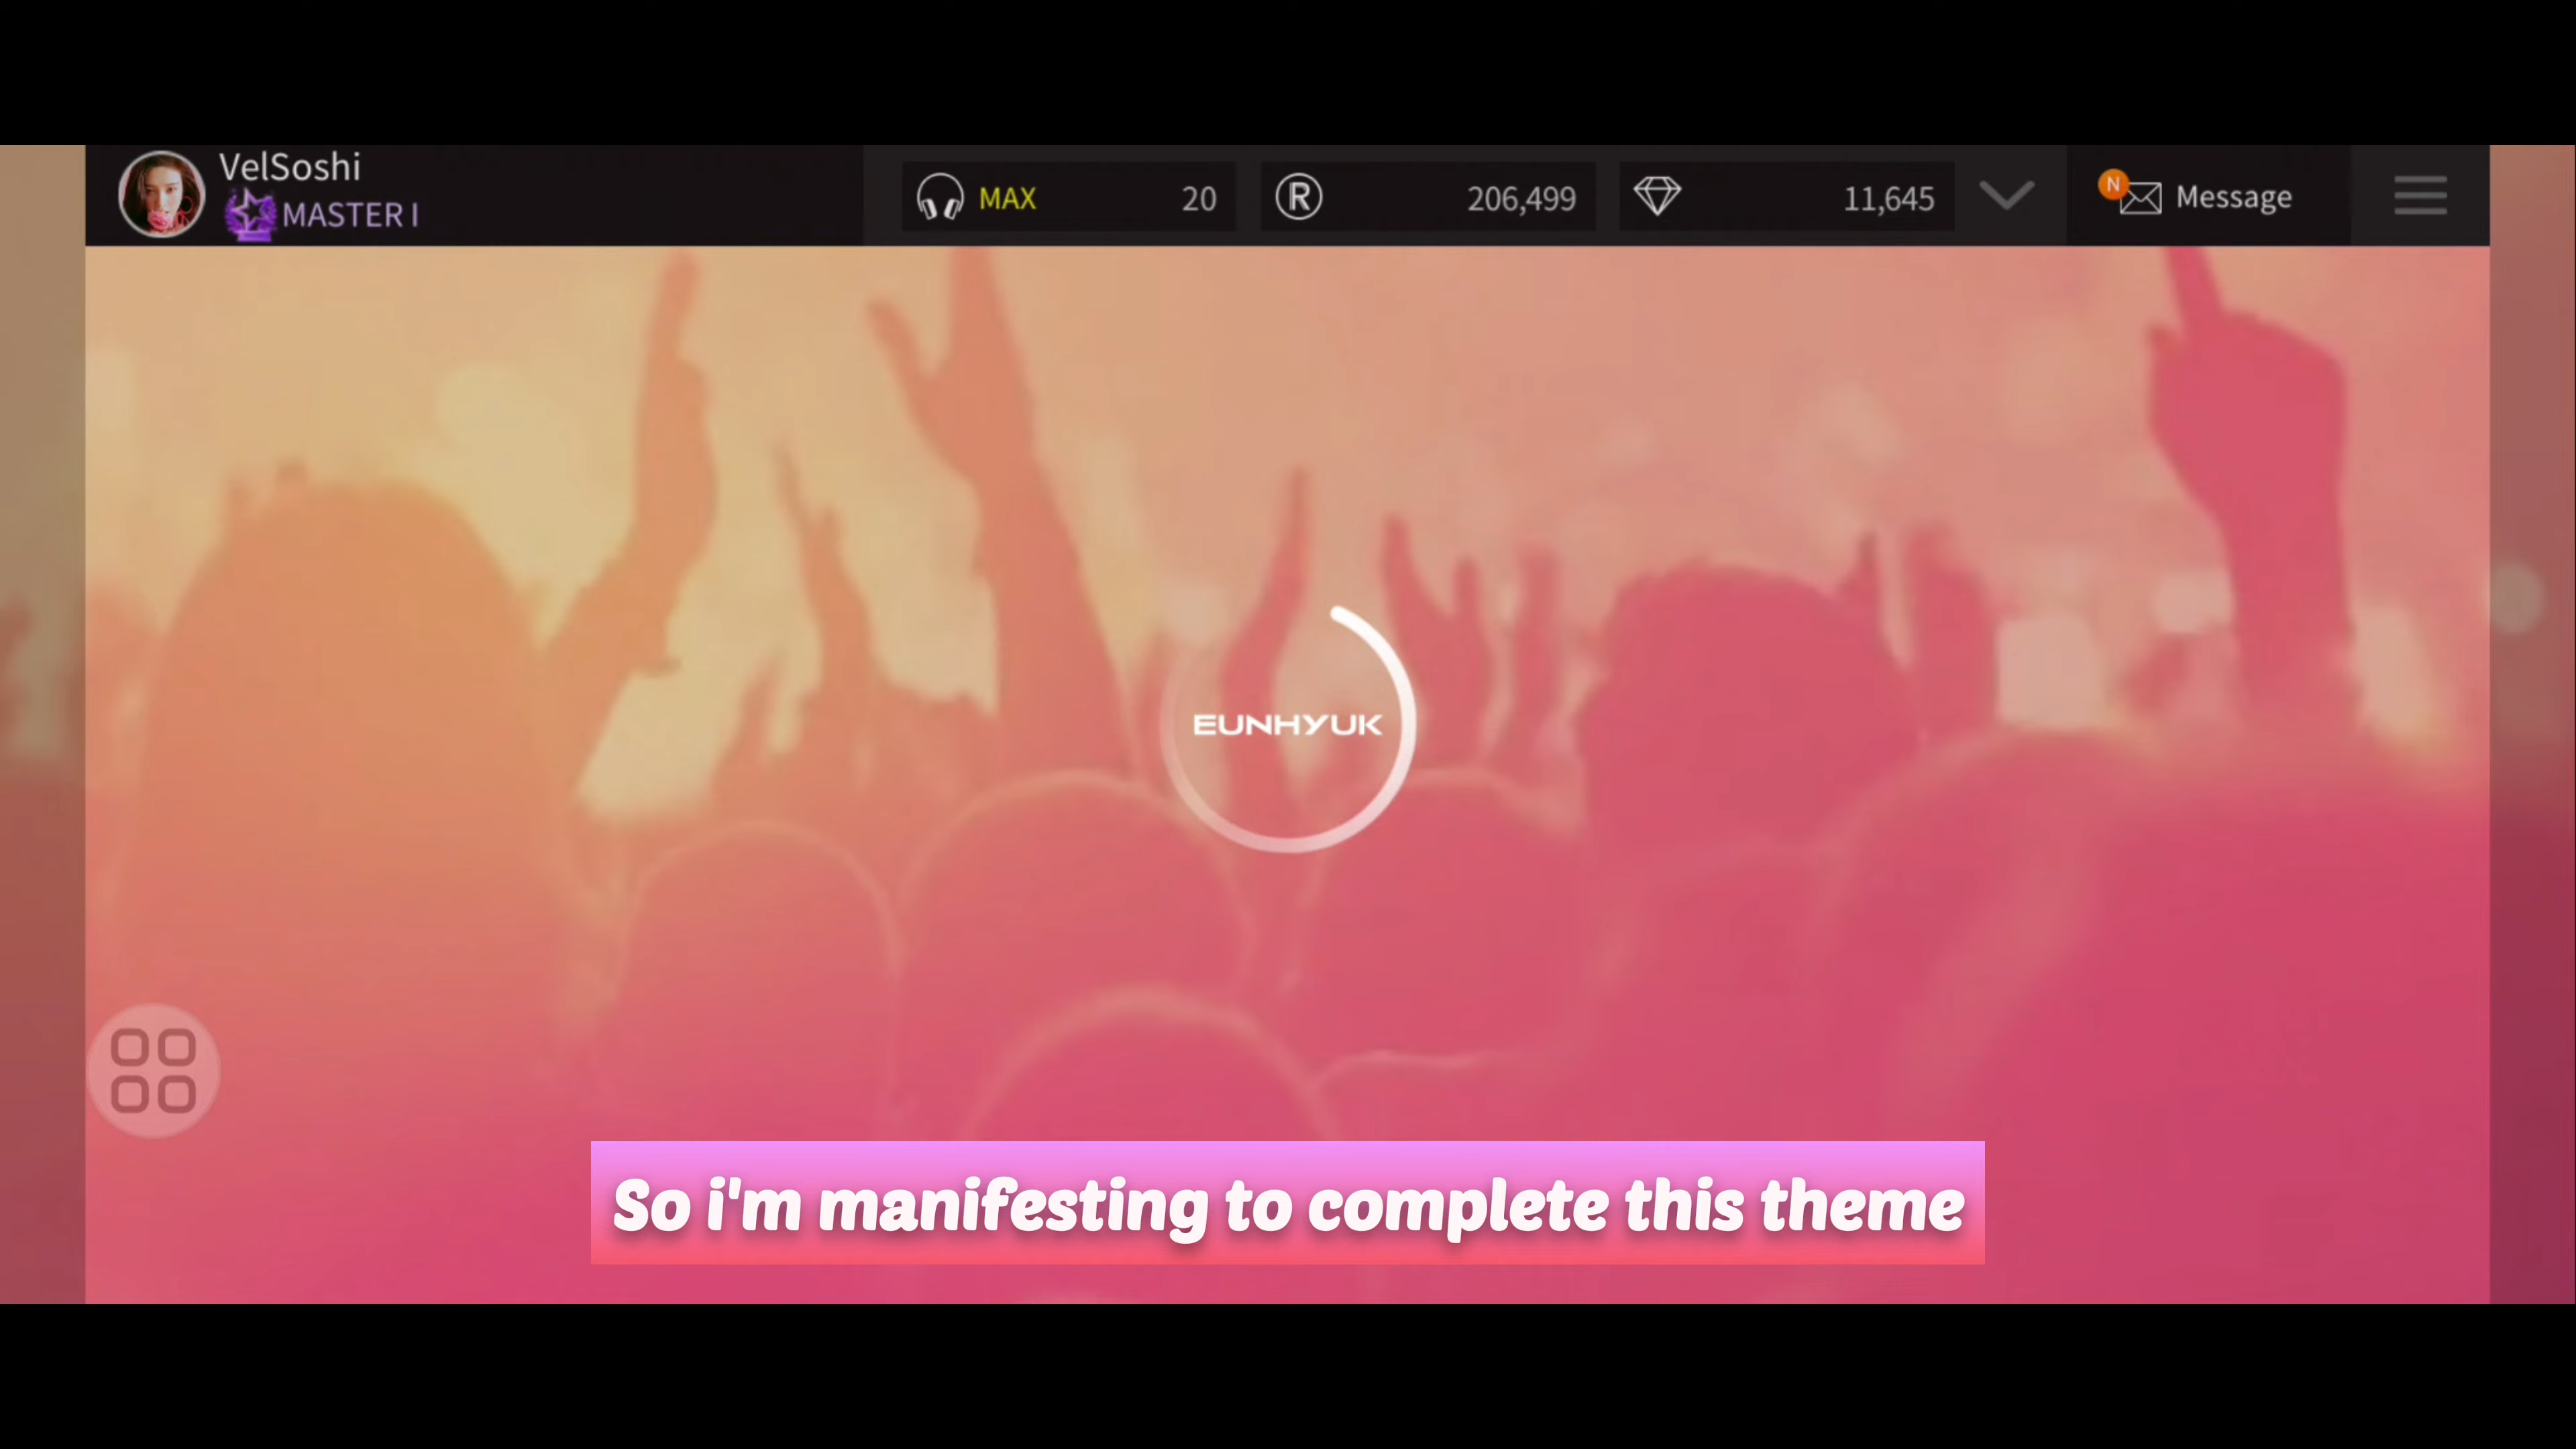 VelSoshi
MASTER I
MAX 20
R 206,499
11,645
N Message
EUNHYUK
So i'm manifesting to complete this theme